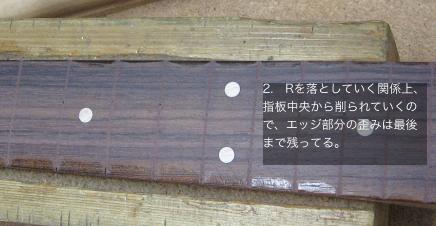 2. Rを落としていく関係上、
指板中央から削られていくの
で、エッジ部分の歪みは最後
まで残ってる。